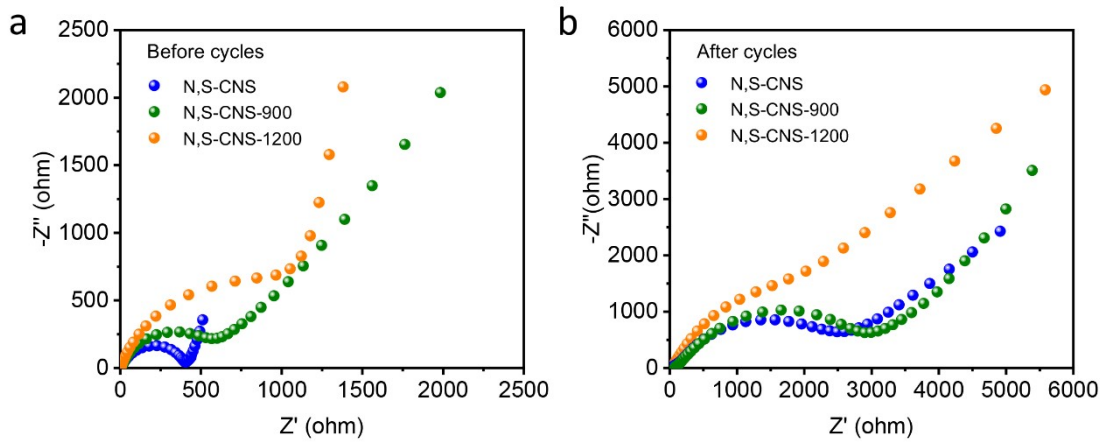 a
Before cycles
N,S-CNS
N,S-CNS-900
N,S-CNS-1200
-Z" (ohm)
2500
2000
1500
1000
500
0
0 500 1000 1500 2000 2500
Z' (ohm)
b
After cycles
N,S-CNS
N,S-CNS-900
N,S-CNS-1200
-Z"(ohm)
6000
5000
4000
3000
2000
1000
0
0 1000 2000 3000 4000 5000 6000
Z' (ohm)